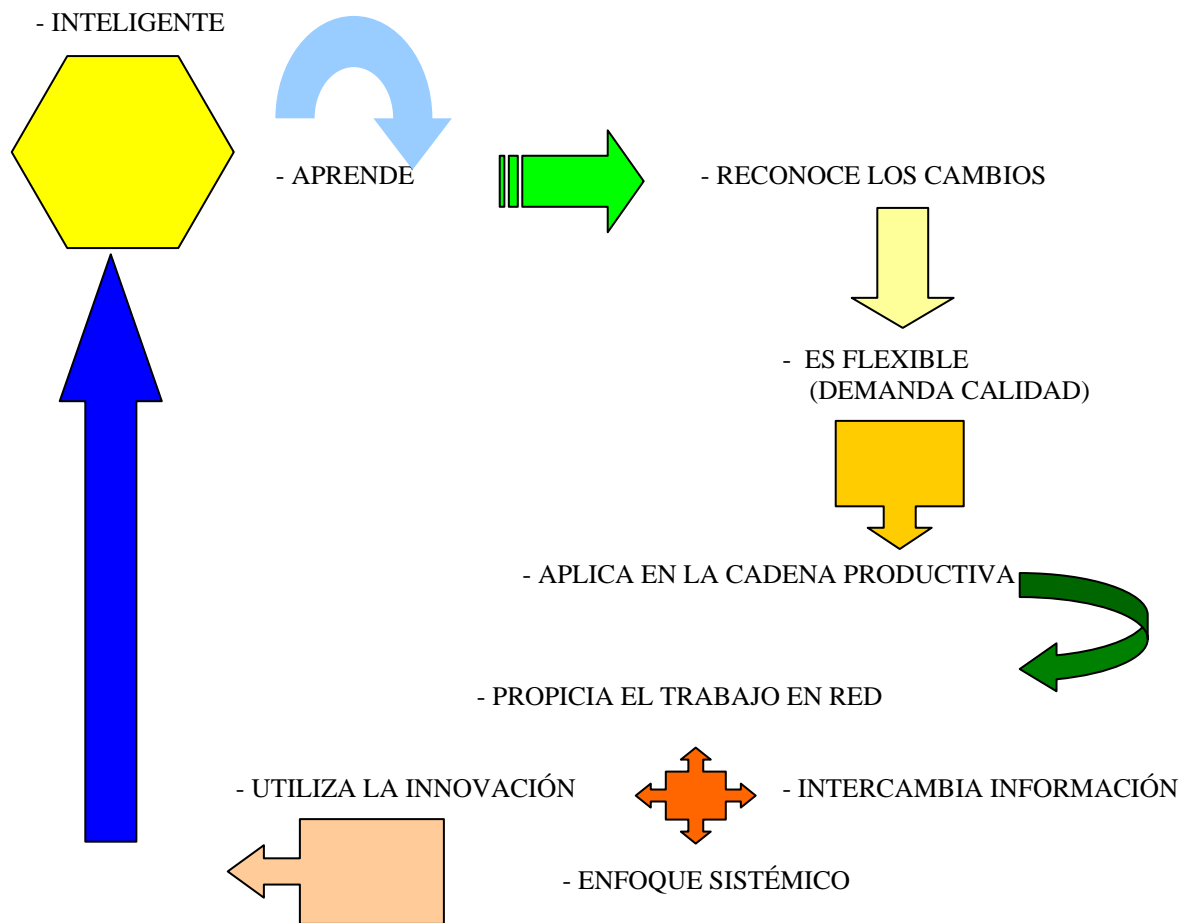 - INTELIGENTE
- APRENDE
- RECONOCE LOS CAMBIOS
- ES FLEXIBLE
(DEMANDA CALIDAD)
- APLICA EN LA CADENA PRODUCTIVA
- PROPICIA EL TRABAJO EN RED
- UTILIZA LA INNOVACIÓN
- INTERCAMBIA INFORMACIÓN
- ENFOQUE SISTÉMICO